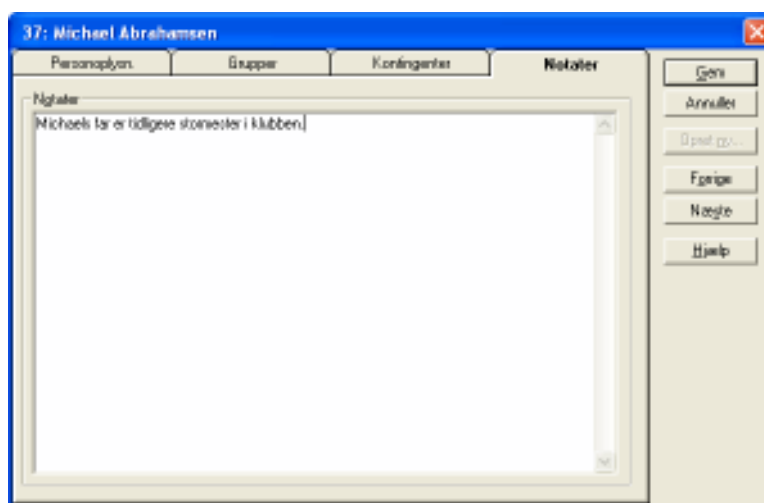 37: Michael Abrahamsen
Personoplysn. Grupper Kontingenter Notater
Notater
Michaels far er tidligere stormester i klubben.
Gem
Annuller
Opret ny...
Forrige
Næste
Hjælp